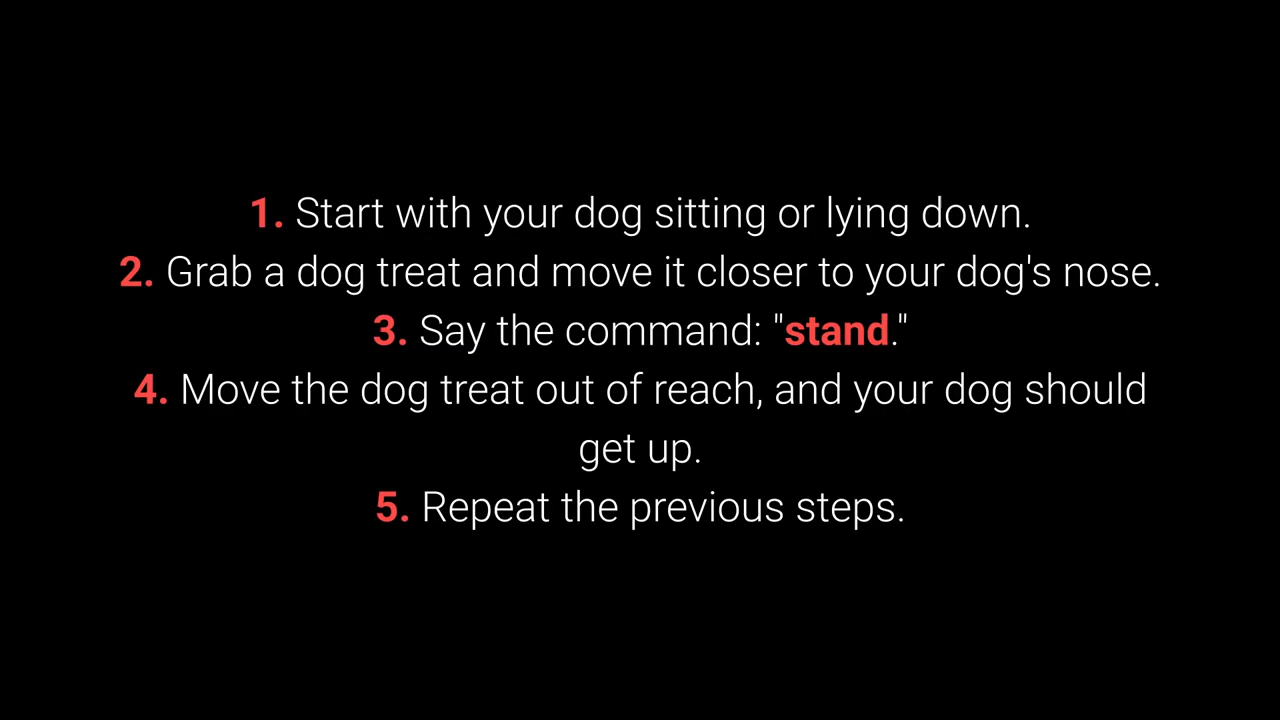 1. Start with your dog sitting or lying down.
2. Grab a dog treat and move it closer to your dog's nose.
3. Say the command: "stand."
4. Move the dog treat out of reach, and your dog should
get up.
5. Repeat the previous steps.